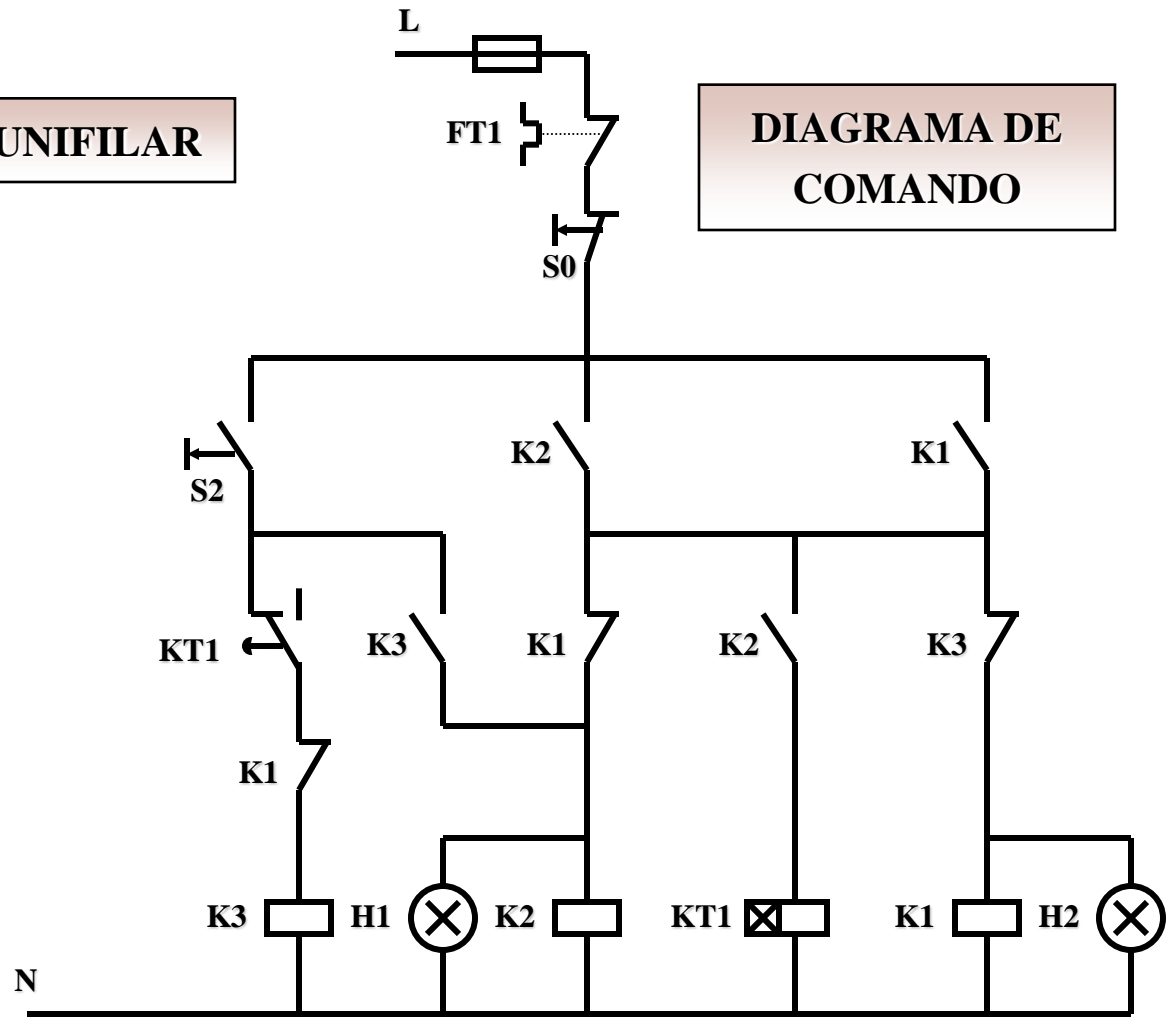 L
UNIFILAR
FT1
DIAGRAMA DE
COMANDO
S0
S2
K2
K1
KT1
K3
K1
K2
K3
K1
K3
H1
K2
KT1
K1
H2
N